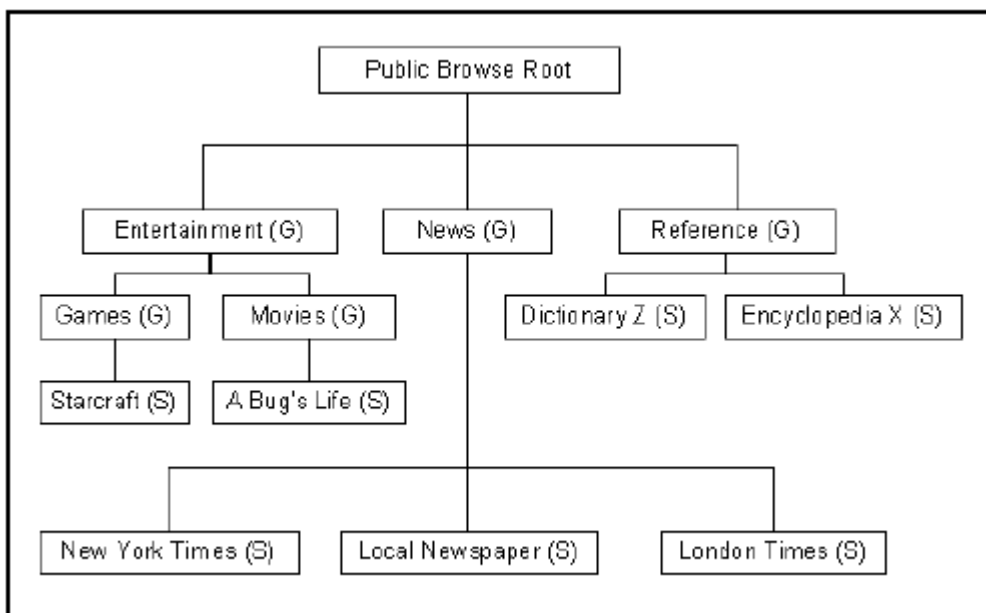 Public Browse Root
Entertainment (G)
News (G)
Reference (G)
Games (G)
Movies (G)
Dictionary Z (S)
Encyclopedia X (S)
Starcraft (S)
A Bug's Life (S)
New York Times (S)
Local Newspaper (S)
London Times (S)